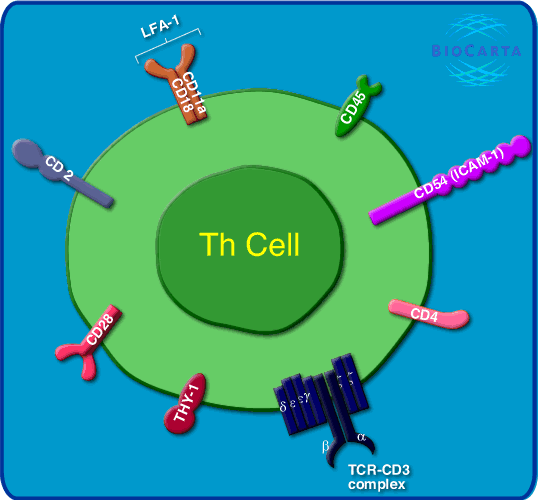 LFA-1
BIOCARTA
CD11a
CD18
CD45
CD 2
CD54 (ICAM-1)
Th Cell
CD4
CD28
THY-1
δ ε ε γ
ζ ζ
β α
TCR-CD3
complex